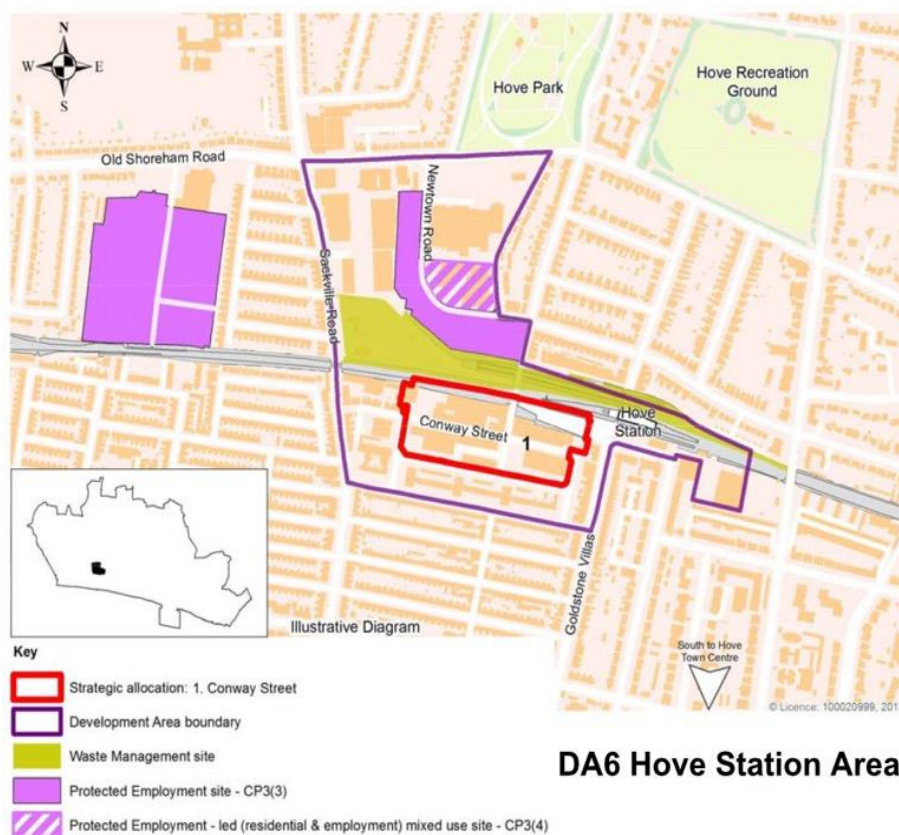 N
W
E
S
Hove Park
Hove Recreation
Ground
Old Shoreham Road
Newtown Road
Sackville Road
Hove
Station
Conway Street
1
Goldstone Villas
Illustrative Diagram
South to Hove
Town Centre
© Licence: 100020999, 201
Key
Strategic allocation: 1. Conway Street
Development Area boundary
Waste Management site
Protected Employment site - CP3(3)
Protected Employment - led (residential & employment) mixed use site - CP3(4)
DA6 Hove Station Area